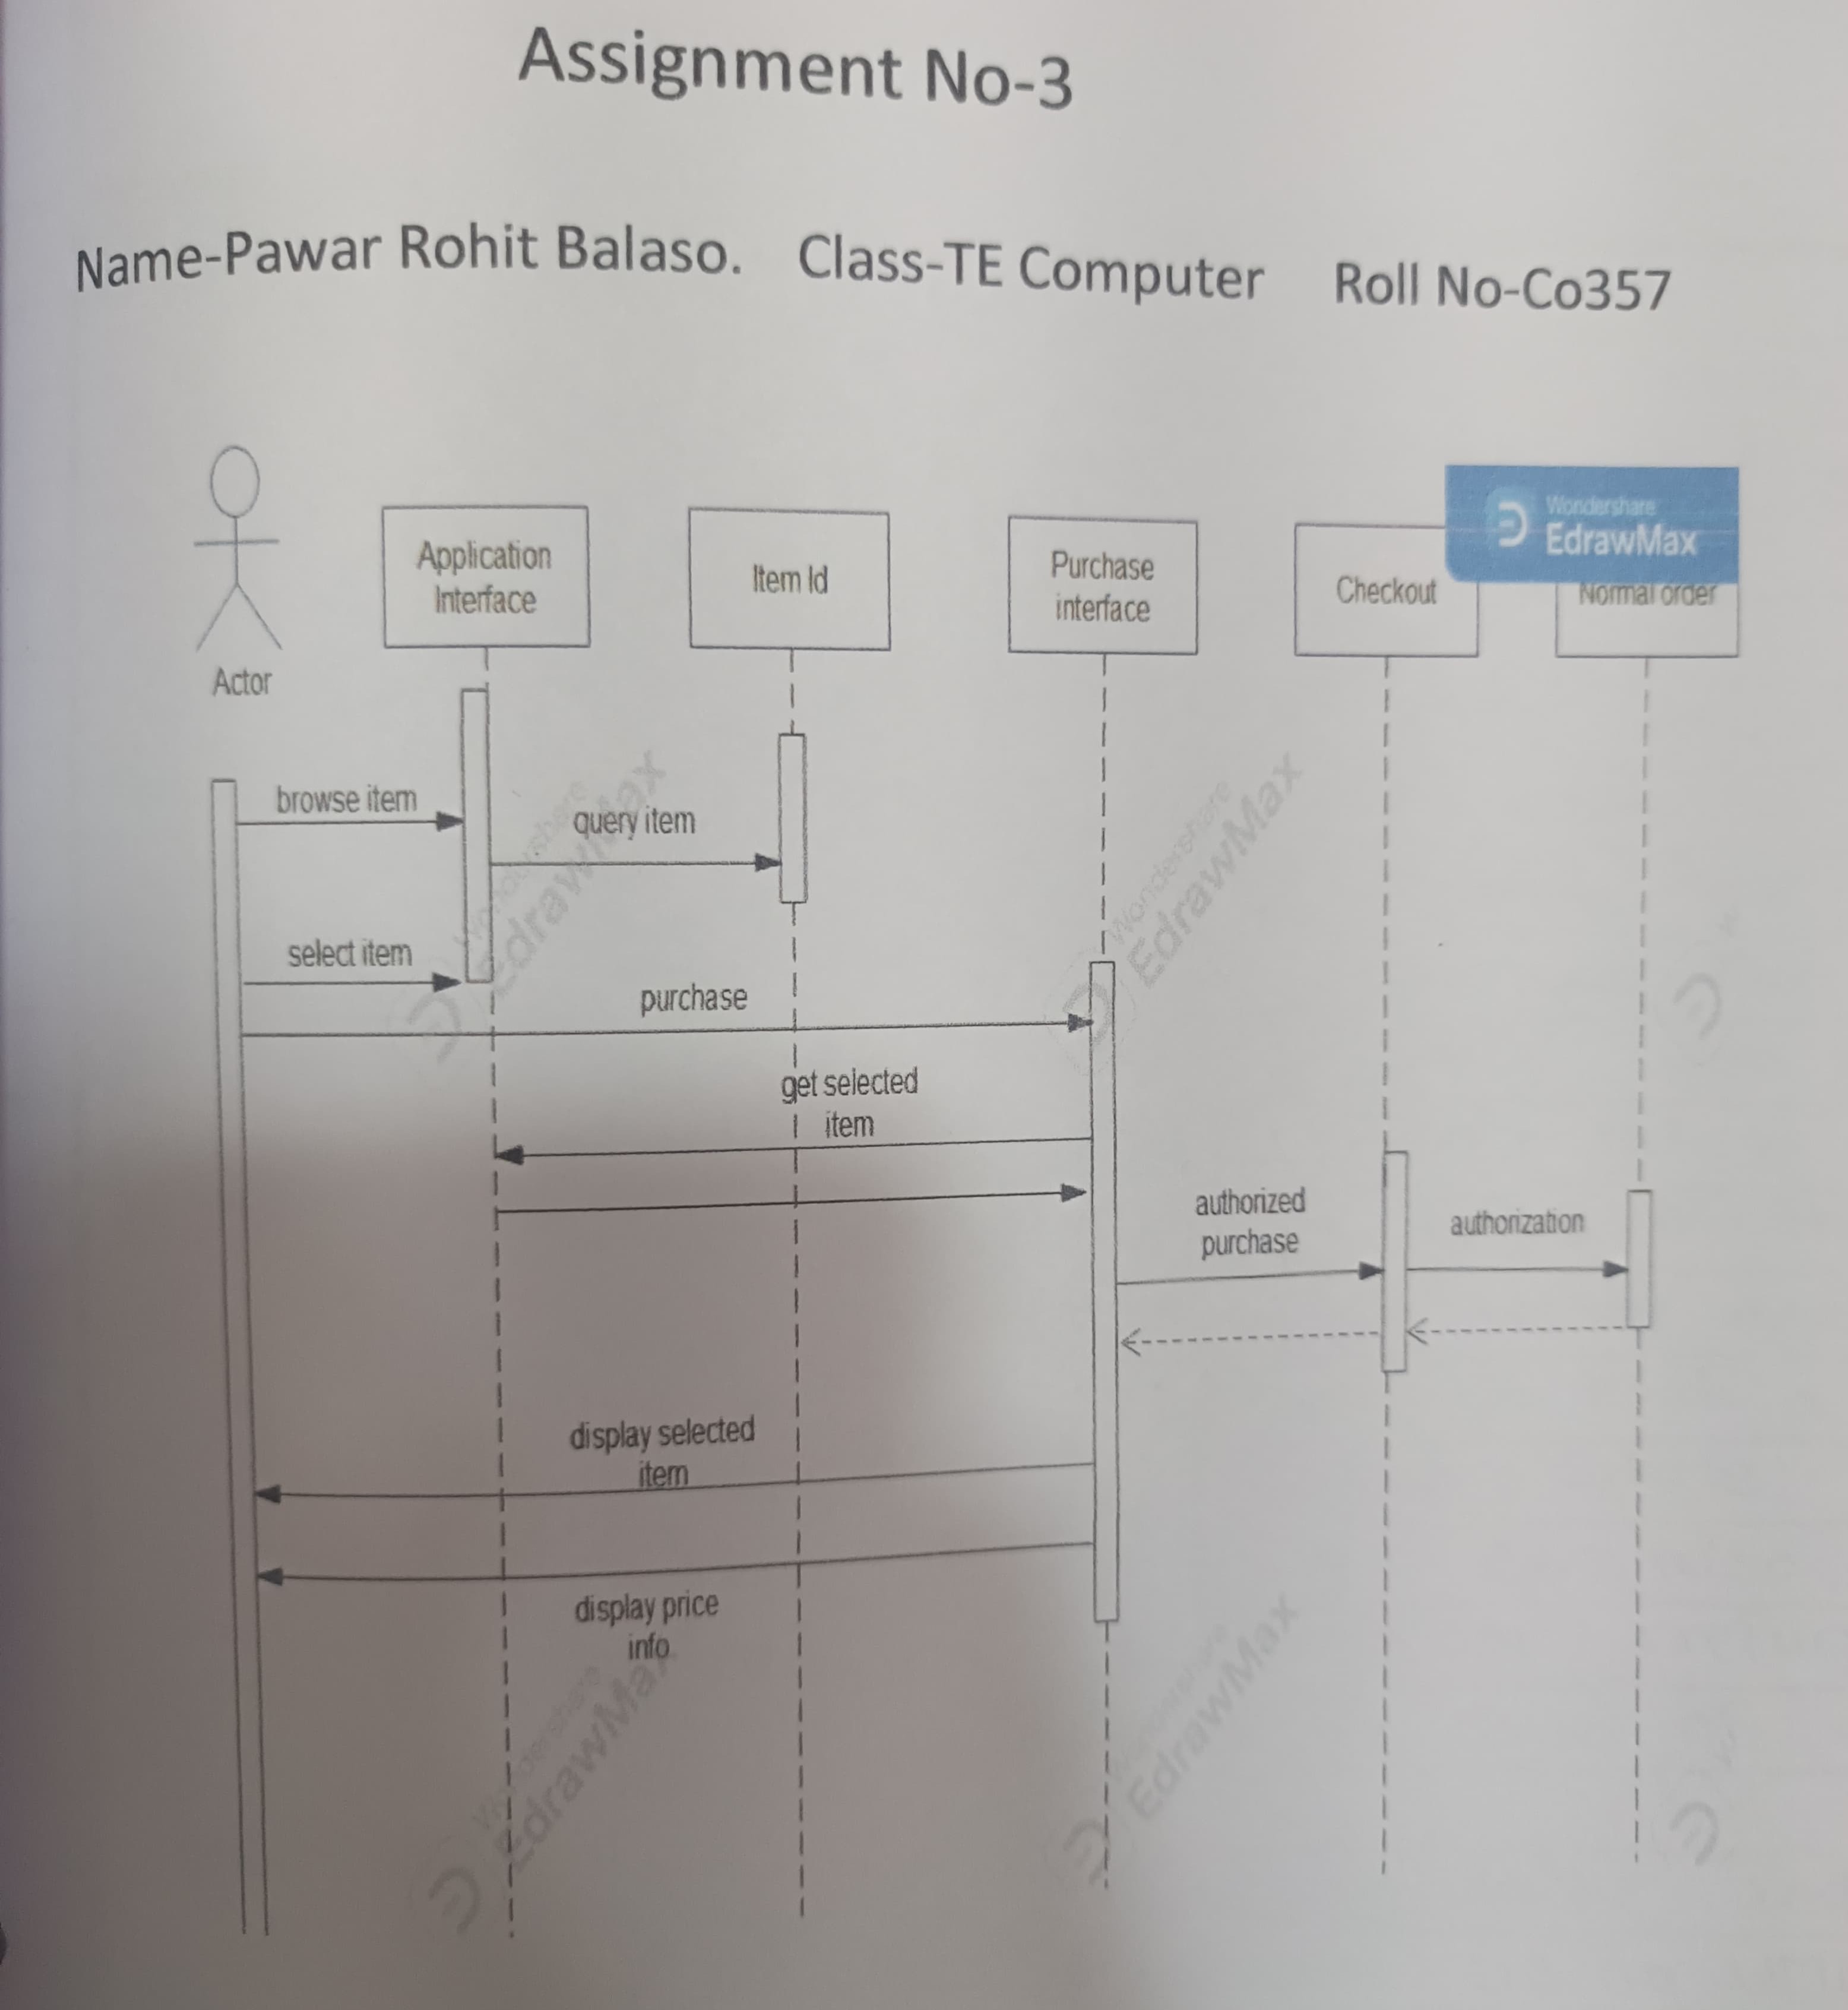 Assignment No-3
Name-Pawar Rohit Balaso. Class-TE Computer Roll No-Co357
Wondershare
EdrawMax
Application
Interface
Item Id
Purchase
interface
Checkout
Normal order
Actor
browse item
query item
select item
purchase
get selected
item
authorized
purchase
authorization
display selected
item
display price
info
Wondershare
EdrawMax
Wondershare
EdrawMax
Wondershare
EdrawMax
Wondershare
EdrawMax